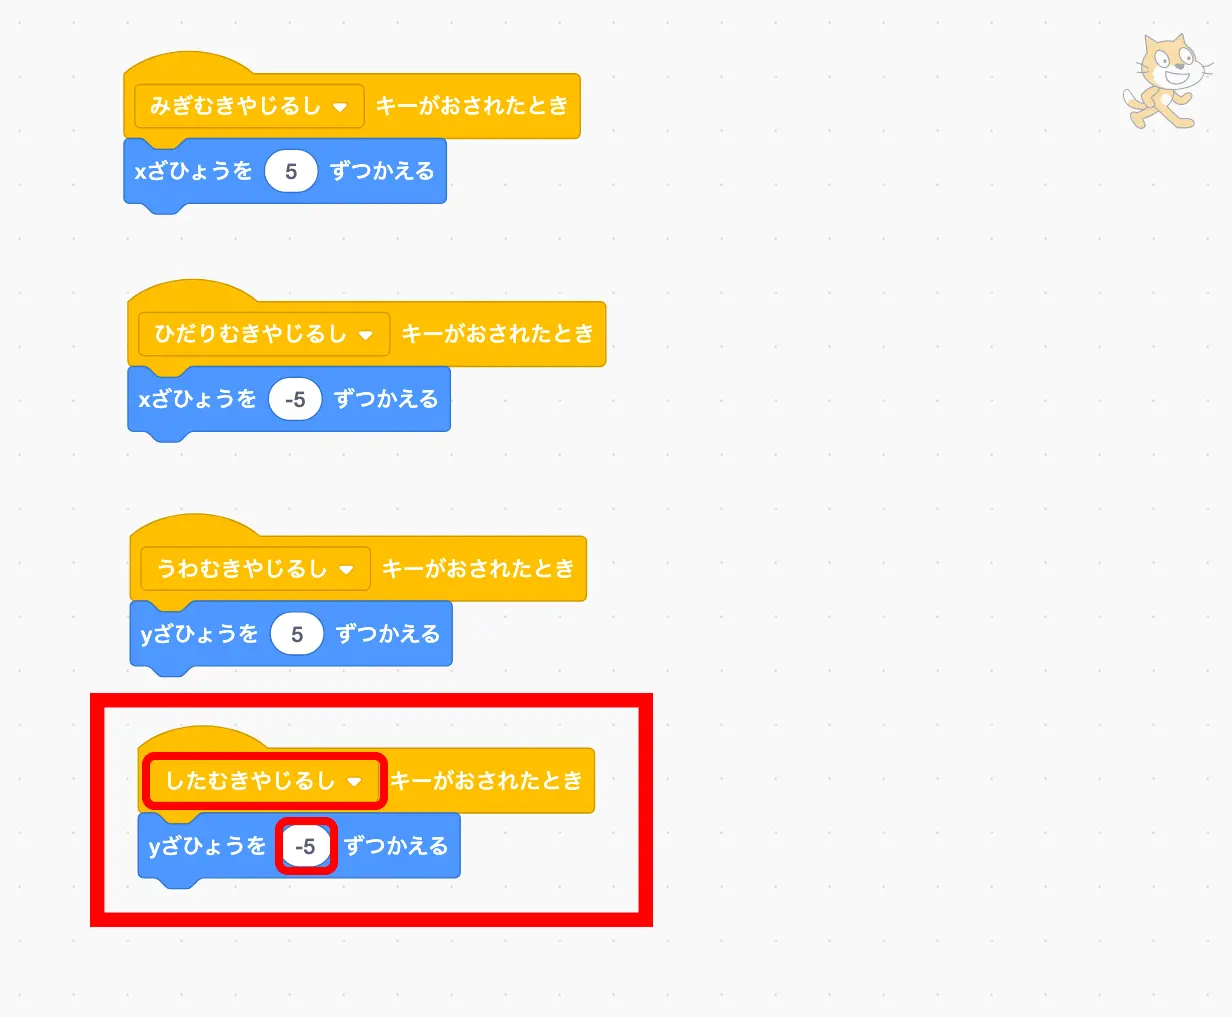 みぎむきやじるし キーがおされたとき
xざひょうを 5 ずつかえる
ひだりむきやじるし キーがおされたとき
xざひょうを -5 ずつかえる
うわむきやじるし キーがおされたとき
yざひょうを 5 ずつかえる
したむきやじるし キーがおされたとき
yざひょうを -5 ずつかえる